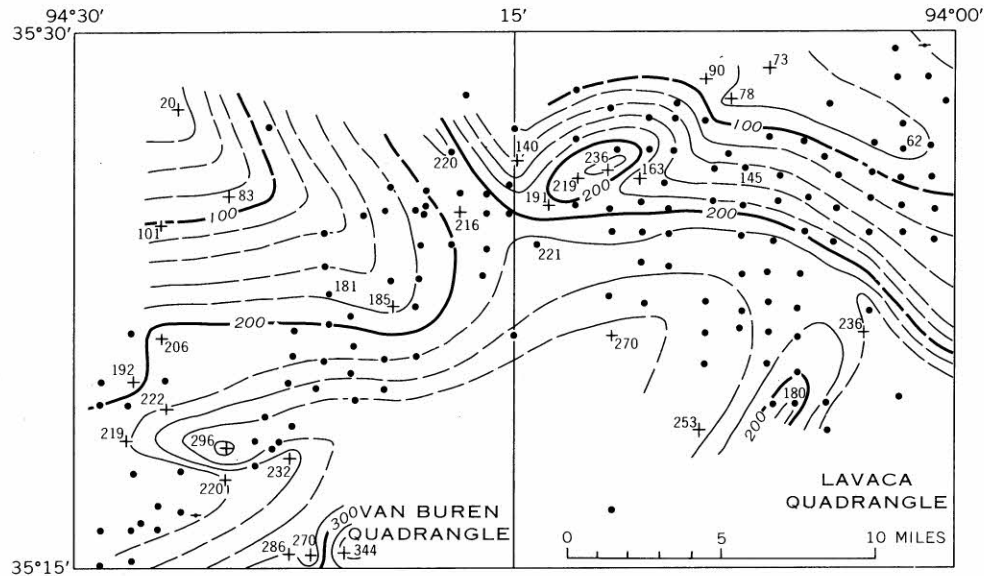 94°30' 15' 94°00'
35°30'
90 73
20 78
100
140 62
220 236
219 200 163 145
83 191
100 216 200
101
221
181 185
200 236
206 270
192
222 180
200
219 253
296
232
220 LAVACA
QUADRANGLE
300 VAN BUREN
QUADRANGLE
286 270 344 0 5 10 MILES
35°15'